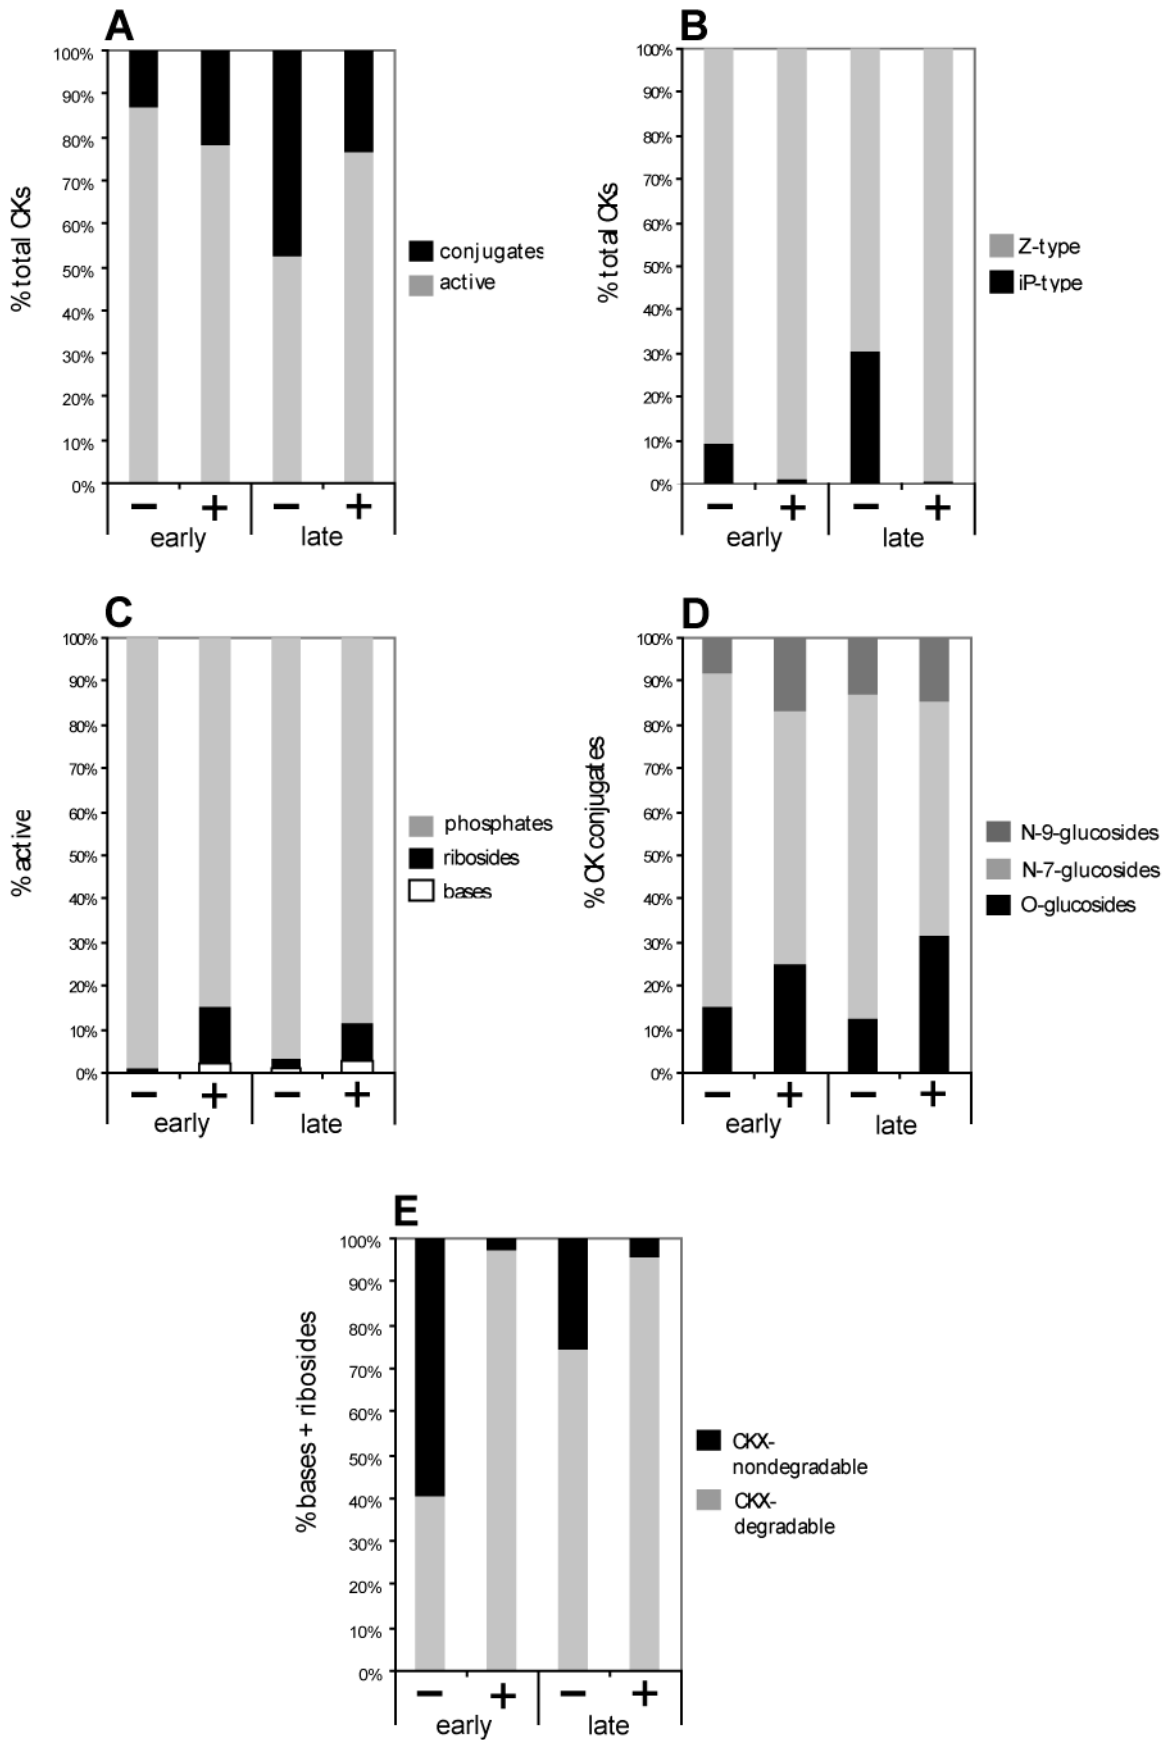 A
100%
90%
80%
70%
60%
50%
40%
30%
20%
10%
0%
% total CKs
conjugates
active
− + − +
early late
B
100%
90%
80%
70%
60%
50%
40%
30%
20%
10%
0%
% total CKs
Z-type
iP-type
− + − +
early late
C
100%
90%
80%
70%
60%
50%
40%
30%
20%
10%
0%
% active
phosphates
ribosides
bases
− + − +
early late
D
100%
90%
80%
70%
60%
50%
40%
30%
20%
10%
0%
% CK conjugates
N-9-glucosides
N-7-glucosides
O-glucosides
− + − +
early late
E
100%
90%
80%
70%
60%
50%
40%
30%
20%
10%
0%
% bases + ribosides
CKX-
nondegradable
CKX-
degradable
− + − +
early late